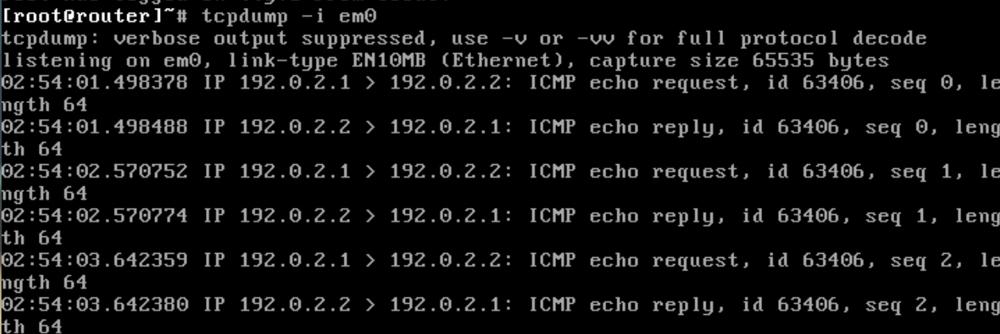 [root@router]~# tcpdump -i em0
tcpdump: verbose output suppressed, use -v or -vv for full protocol decode
listening on em0, link-type EN10MB (Ethernet), capture size 65535 bytes
02:54:01.498378 IP 192.0.2.1 > 192.0.2.2: ICMP echo request, id 63406, seq 0, le
ngth 64
02:54:01.498488 IP 192.0.2.2 > 192.0.2.1: ICMP echo reply, id 63406, seq 0, leng
th 64
02:54:02.570752 IP 192.0.2.1 > 192.0.2.2: ICMP echo request, id 63406, seq 1, le
ngth 64
02:54:02.570774 IP 192.0.2.2 > 192.0.2.1: ICMP echo reply, id 63406, seq 1, leng
th 64
02:54:03.642359 IP 192.0.2.1 > 192.0.2.2: ICMP echo request, id 63406, seq 2, le
ngth 64
02:54:03.642380 IP 192.0.2.2 > 192.0.2.1: ICMP echo reply, id 63406, seq 2, leng
th 64